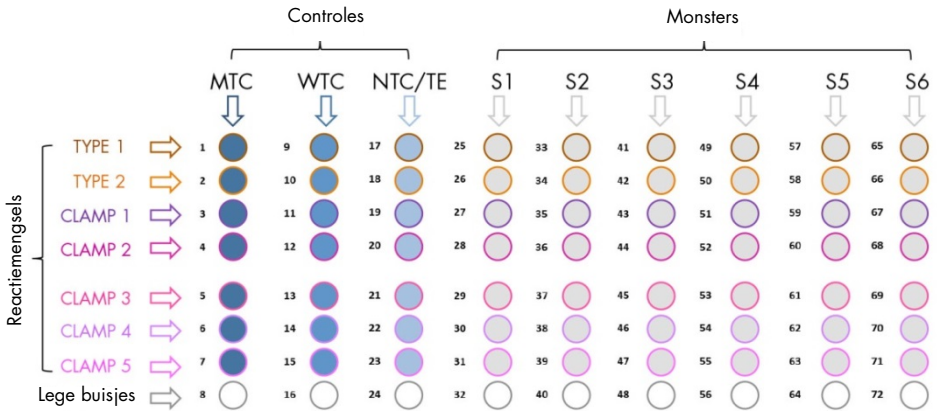 Controles Monsters
MTC WTC NTC/TE S1 S2 S3 S4 S5 S6
Reactiemengsels
TYPE 1 1 9 17 25 33 41 49 57 65
TYPE 2 2 10 18 26 34 42 50 58 66
CLAMP 1 3 11 19 27 35 43 51 59 67
CLAMP 2 4 12 20 28 36 44 52 60 68
CLAMP 3 5 13 21 29 37 45 53 61 69
CLAMP 4 6 14 22 30 38 46 54 62 70
CLAMP 5 7 15 23 31 39 47 55 63 71
Lege buisjes 8 16 24 32 40 48 56 64 72